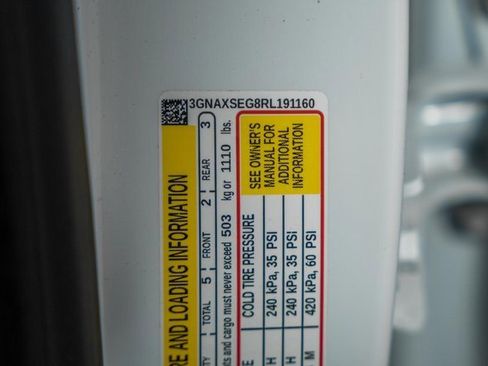 3GNAXSEG8RL191160
RE AND LOADING INFORMATION
TY TOTAL 5 FRONT 2 REAR 3
nts and cargo must never exceed 503 kg or 1110 lbs.
E COLD TIRE PRESSURE
SEE OWNER'S
MANUAL FOR
ADDITIONAL
INFORMATION
H 240 kPa, 35 PSI
H 240 kPa, 35 PSI
M 420 kPa, 60 PSI